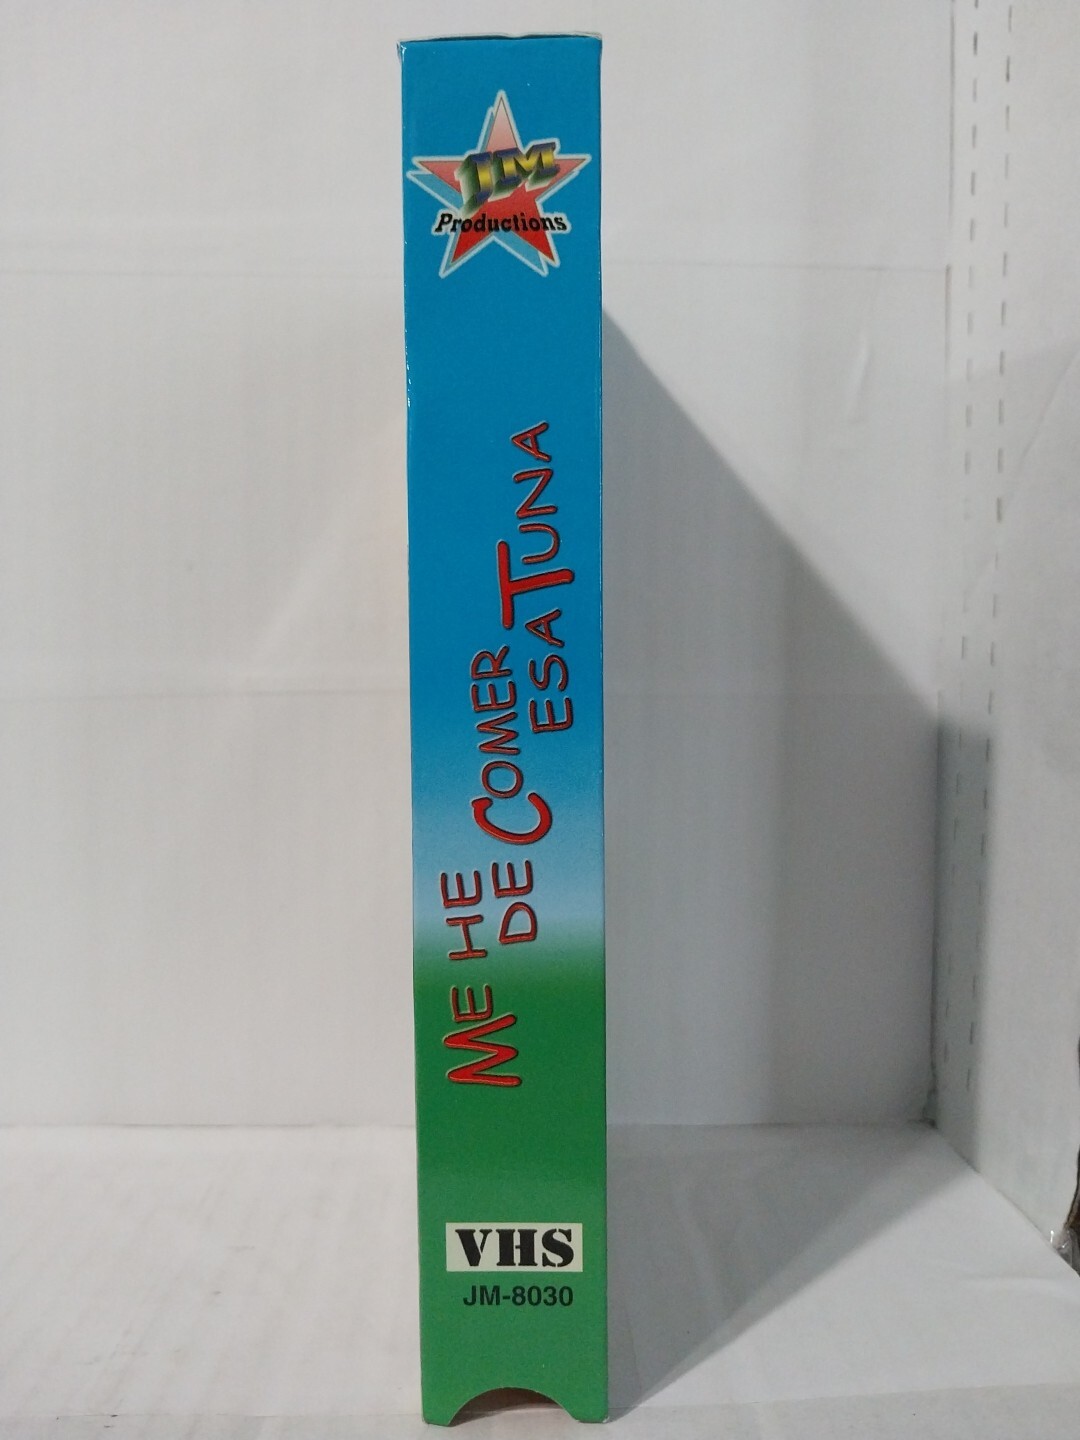 JM
Productions
ME HE
DE COMER
ESA TUNA
VHS
JM-8030